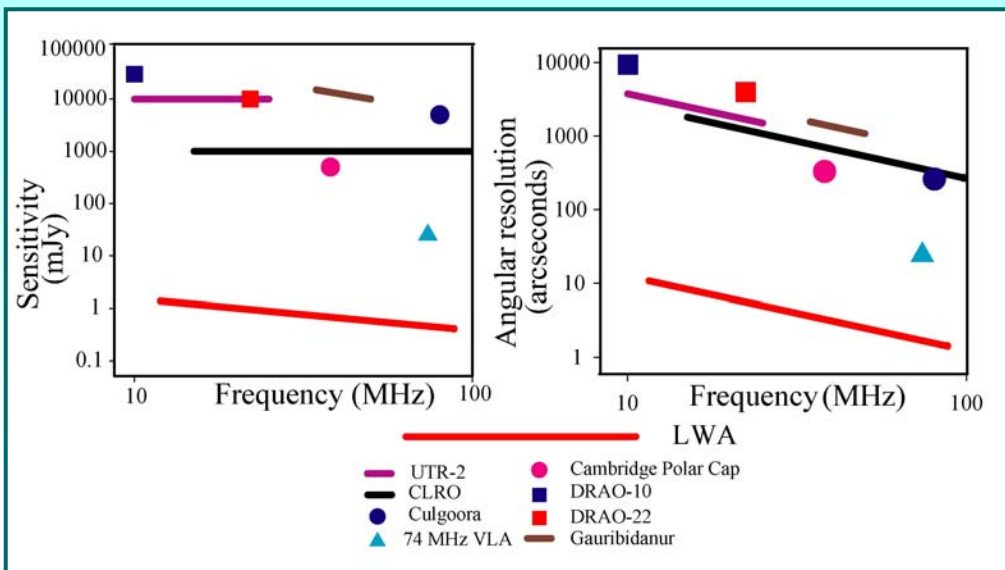 100000
10000
1000
100
10
1
0.1
Sensitivity
(mJy)
10
Frequency (MHz)
100
10000
1000
100
10
1
Angular resolution
(arcseconds)
10
Frequency (MHz)
100
LWA
UTR-2
CLRO
Culgoora
74 MHz VLA
Cambridge Polar Cap
DRAO-10
DRAO-22
Gauribidanur